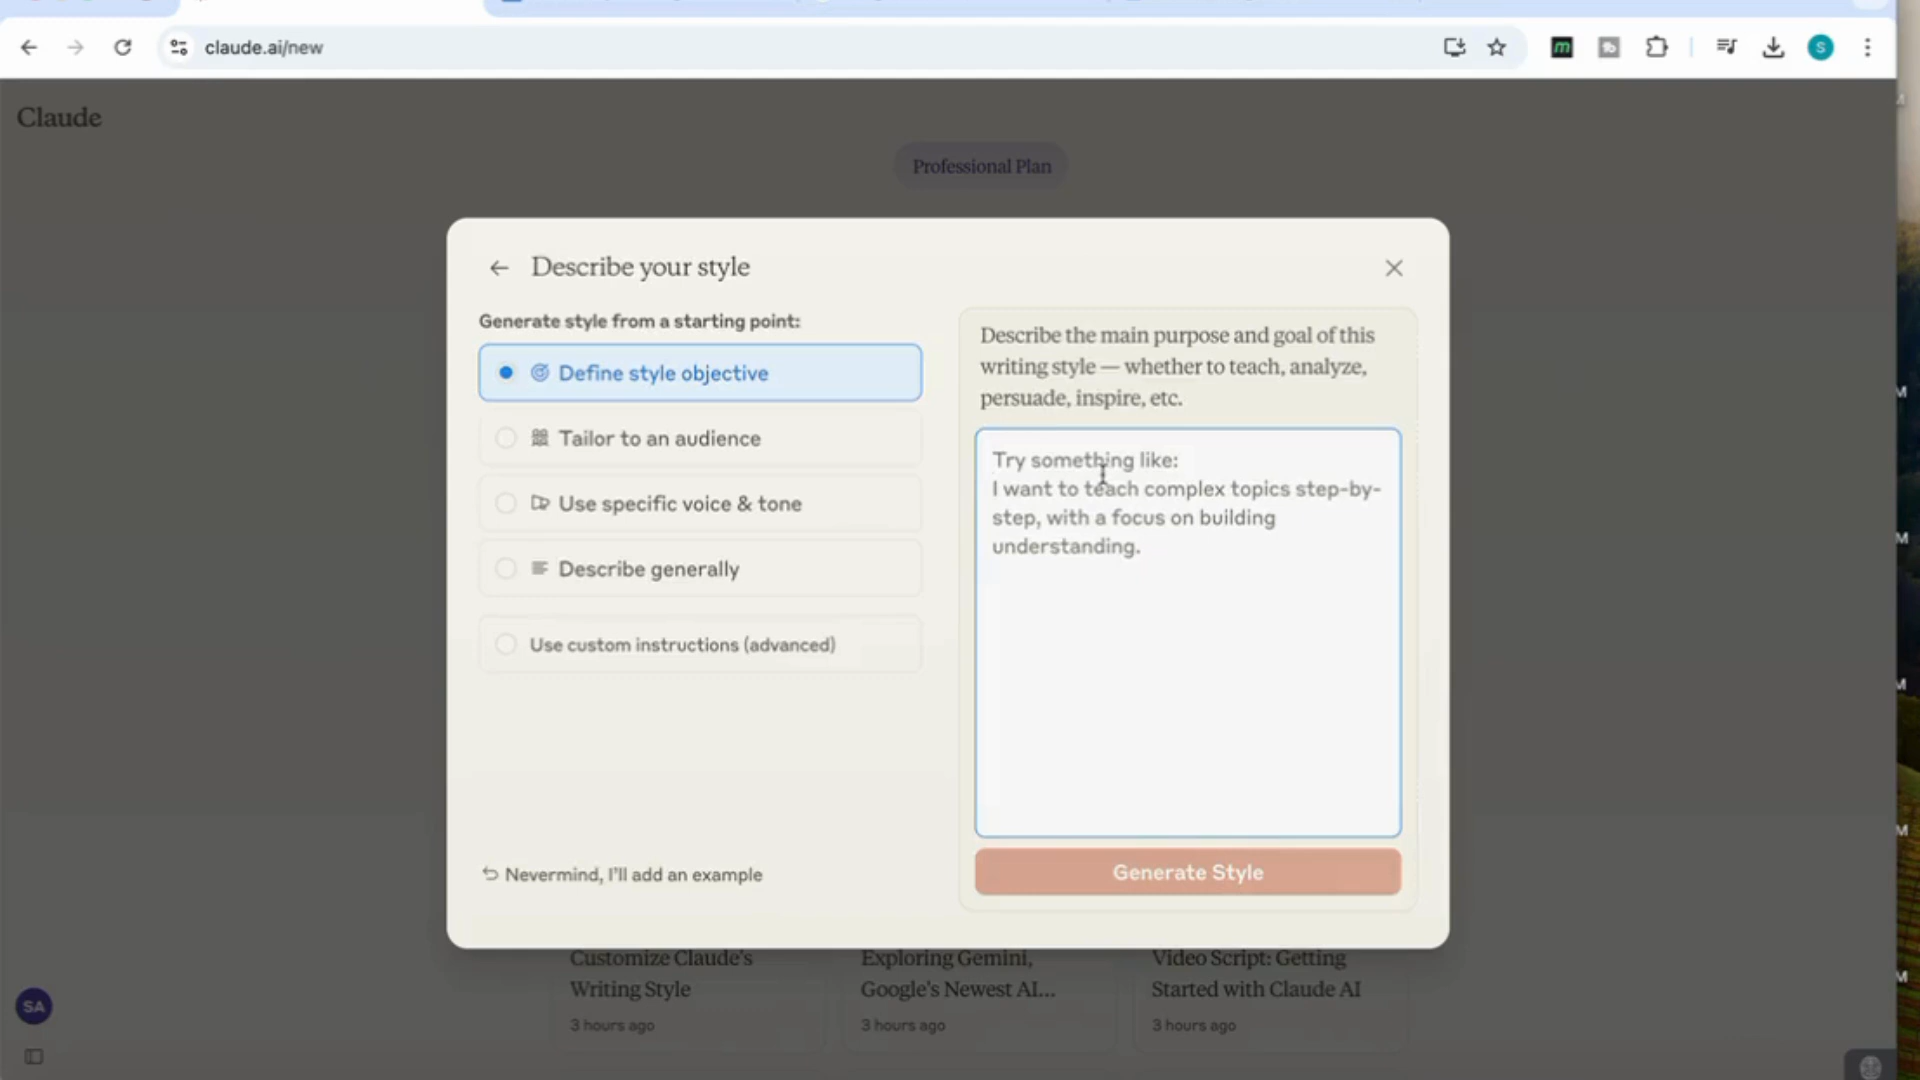 claude.ai/new
S
Claude
Professional Plan
Describe your style
Generate style from a starting point:
Define style objective
Tailor to an audience
Use specific voice & tone
Describe generally
Use custom instructions (advanced)
Nevermind, I'll add an example
Describe the main purpose and goal of this
writing style — whether to teach, analyze,
persuade, inspire, etc.
Try something like:
I want to teach complex topics step-by-
step, with a focus on building
understanding.
Generate Style
Customize Claude's
Writing Style
3 hours ago
Exploring Gemini,
Google's Newest AI...
3 hours ago
Video Script: Getting
Started with Claude AI
3 hours ago
SA